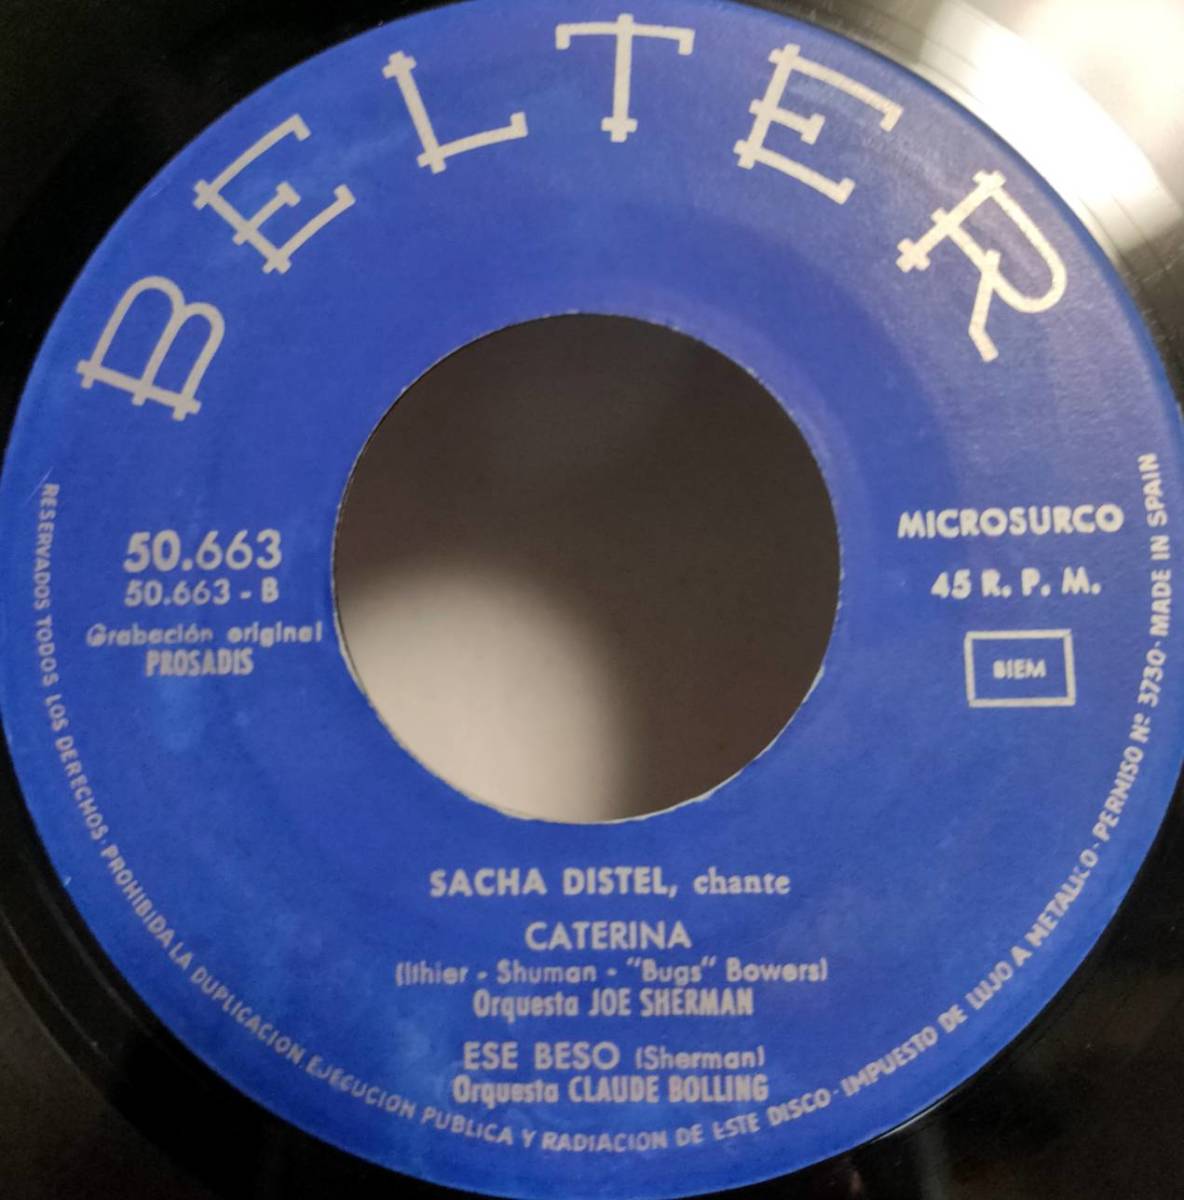 BELTER
50.663
50.663 - B
Grabación original
PROSADIS
MICROSURCO
45 R. P. M.
BIEM
SACHA DISTEL, chante
CATERINA
(Ithier - Shuman - "Bugs" Bowers)
Orquesta JOE SHERMAN
ESE BESO (Sherman)
Orquesta CLAUDE BOLLING
RESERVADOS TODOS LOS DERECHOS · PROHIBIDA LA DUPLICACION, EJECUCION PUBLICA Y RADIACION DE ESTE DISCO · IMPUESTO DE LUJO A METALICO · PERMISO Nº 3730 · MADE IN SPAIN